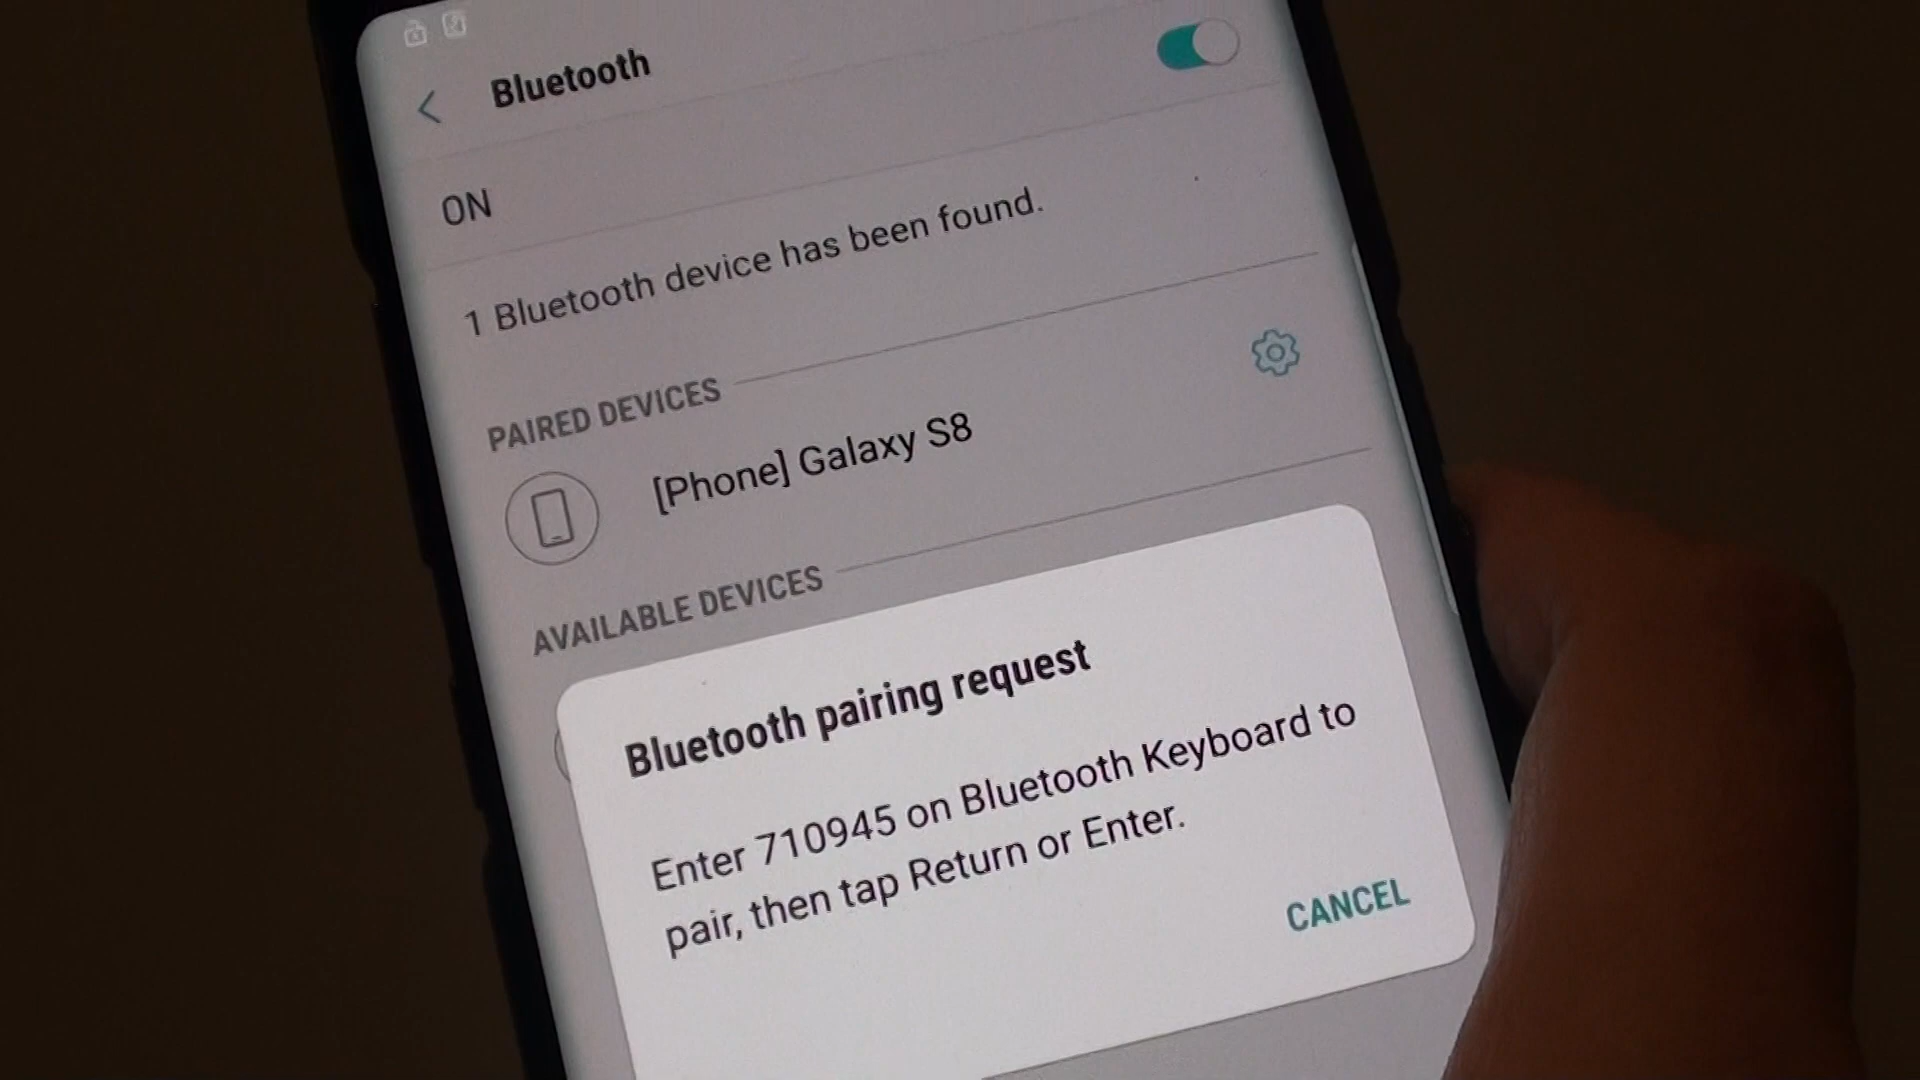 Bluetooth
ON
1 Bluetooth device has been found.
PAIRED DEVICES
[Phone] Galaxy S8
AVAILABLE DEVICES
Bluetooth pairing request
Enter 710945 on Bluetooth Keyboard to
pair, then tap Return or Enter.
CANCEL